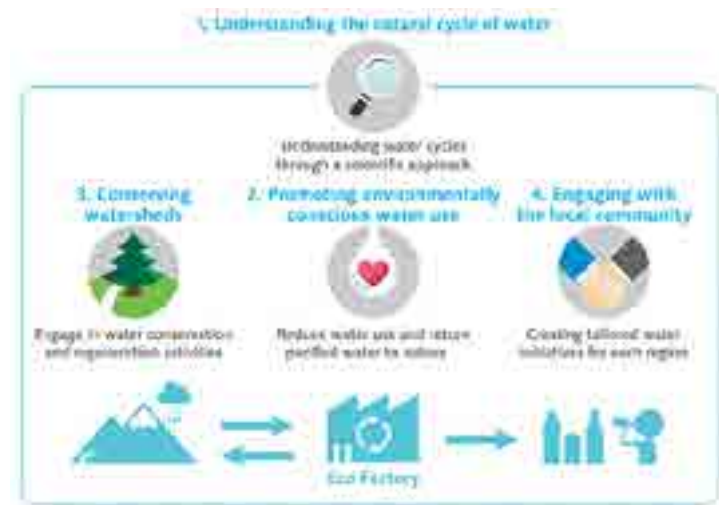 1. Understanding the natural cycle of water
Understanding water cycles
through a scientific approach
3. Conserving
watersheds
Engage in water conservation
and regeneration activities
2. Promoting environmentally
conscious water use
Reduce water use and return
purified water to nature
4. Engaging with
the local community
Creating tailored water
initiatives for each region
Eco Factory